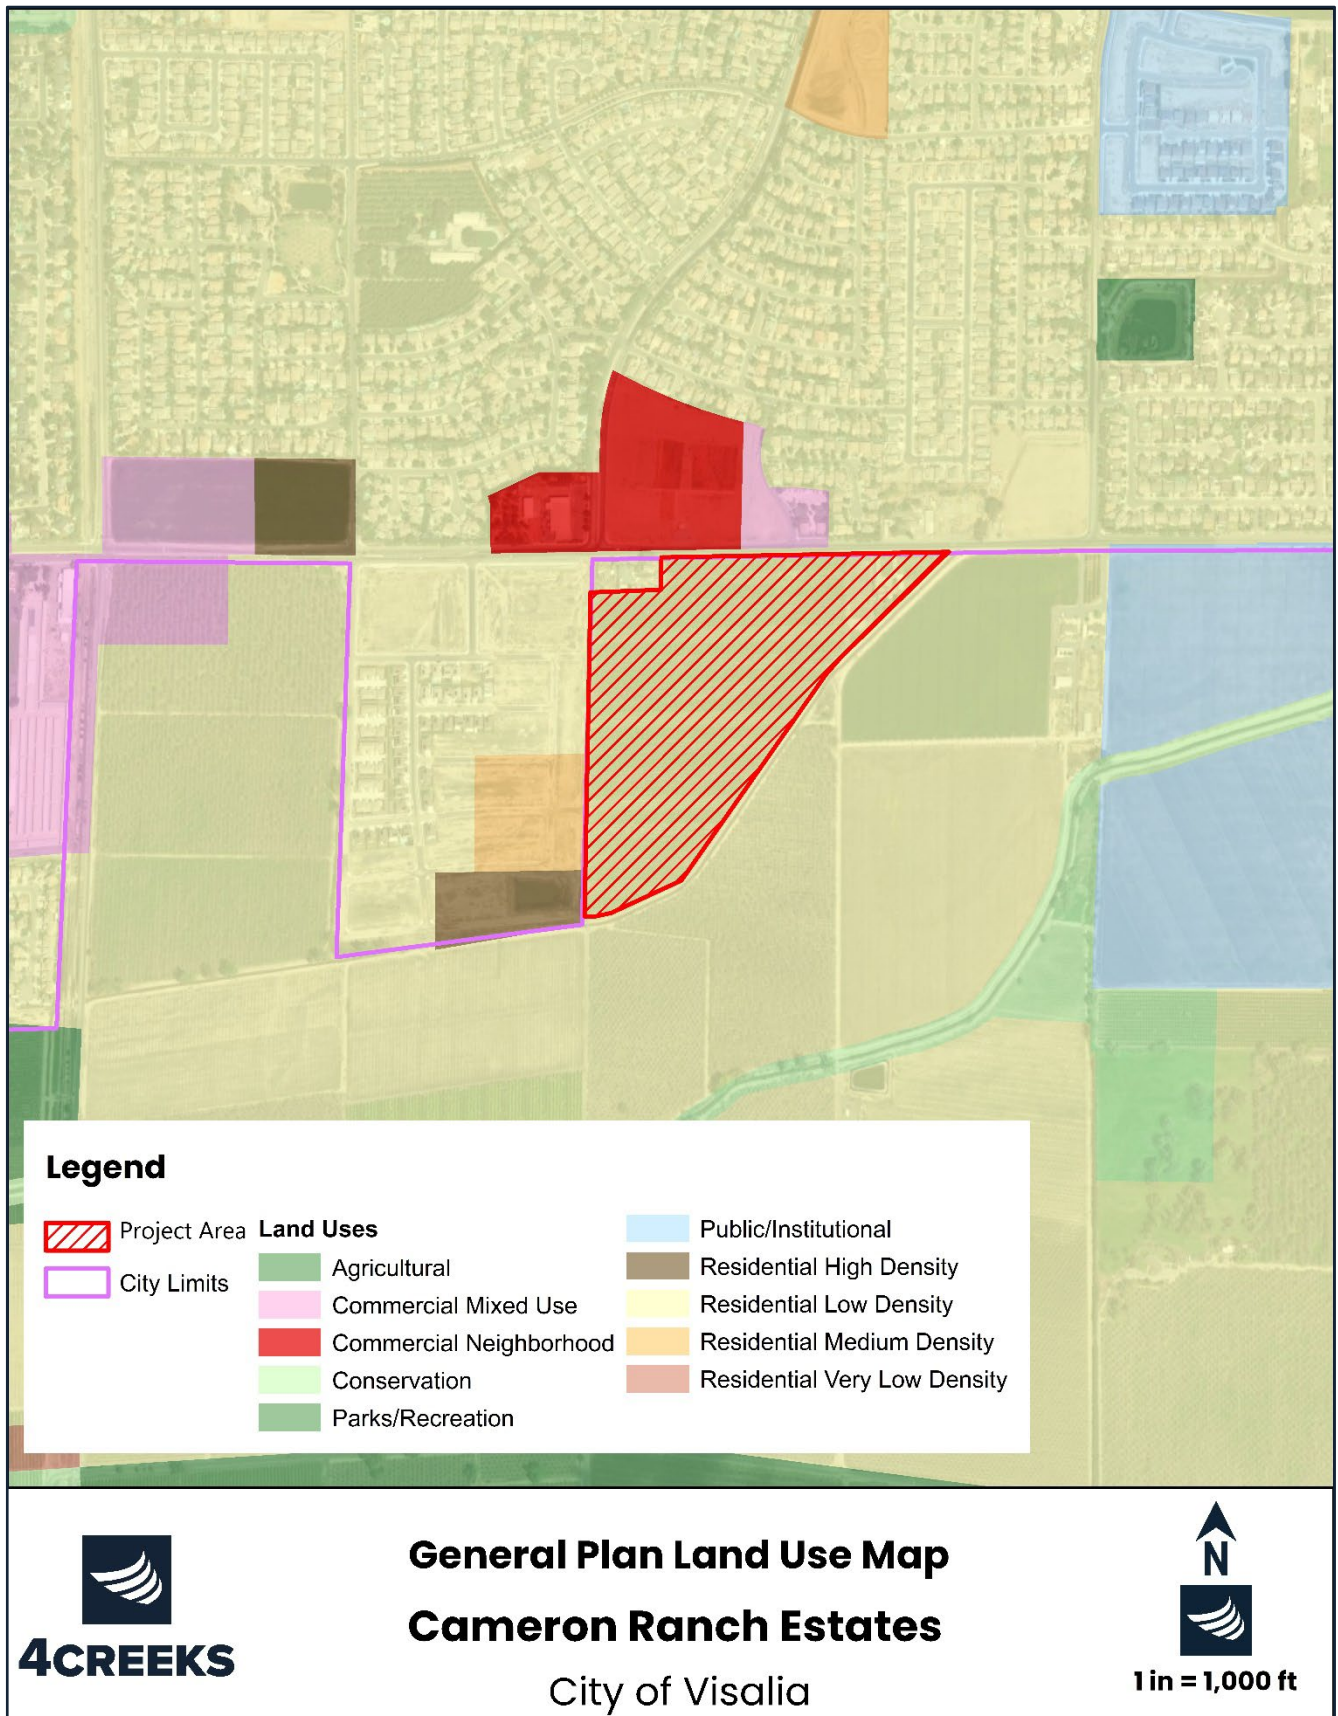 Legend
Project Area
City Limits
Land Uses
Agricultural
Commercial Mixed Use
Commercial Neighborhood
Conservation
Parks/Recreation
Public/Institutional
Residential High Density
Residential Low Density
Residential Medium Density
Residential Very Low Density
4CREEKS
General Plan Land Use Map
Cameron Ranch Estates
City of Visalia
N
1 in = 1,000 ft